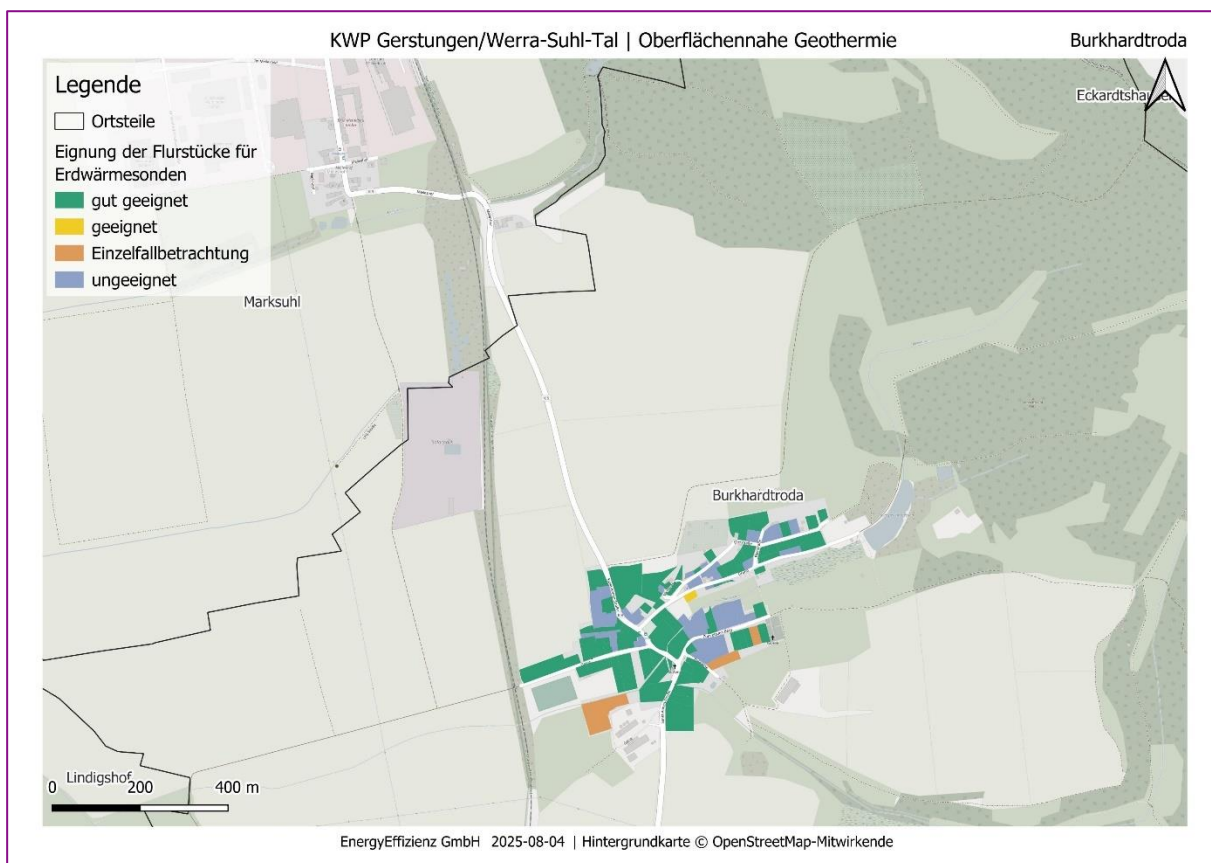 KWP Gerstungen/Werra-Suhl-Tal | Oberflächennahe Geothermie
Burkhardtroda
Legende
Ortsteile
Eignung der Flurstücke für
Erdwärmesonden
gut geeignet
geeignet
Einzelfallbetrachtung
ungeeignet
Marksuhl
Burkhardtroda
Lindigshof
0 200 400 m
EnergyEffizienz GmbH 2025-08-04 | Hintergrundkarte © OpenStreetMap-Mitwirkende